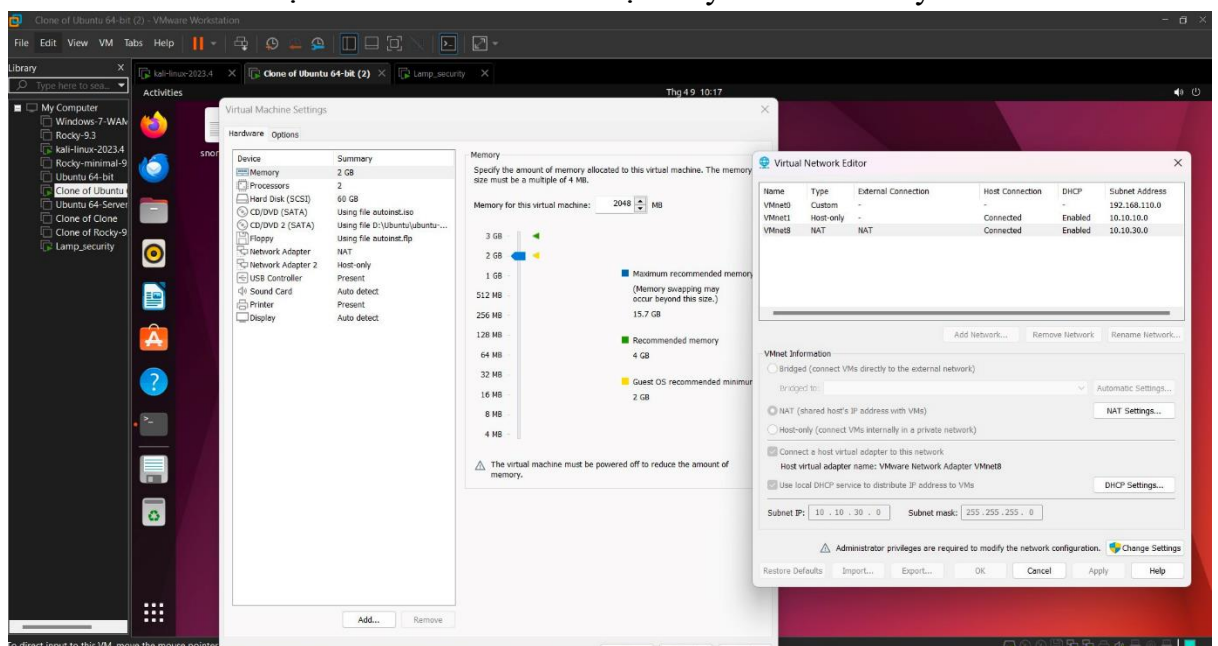 Clone of Ubuntu 64-bit (2) - VMware Workstation
File Edit View VM Tabs Help
Library X
Type here to sea...
kali-linux-2023.4 X Clone of Ubuntu 64-bit (2) X Lamp_security X
Activities Thg 4 9 10:17
My Computer
Windows-7-WAM
Rocky-9.3
kali-linux-2023.4
Rocky-minimal-9
Ubuntu 64-bit
Clone of Ubuntu
Ubuntu 64-Server
Clone of Clone
Clone of Rocky-9
Lamp_security
snor
Virtual Machine Settings
Hardware Options
Device Summary
Memory 2 GB
Processors 2
Hard Disk (SCSI) 60 GB
CD/DVD (SATA) Using file autoinst.iso
CD/DVD 2 (SATA) Using file D:\Ubuntu\ubuntu-...
Floppy Using file autoinst.flp
Network Adapter NAT
Network Adapter 2 Host-only
USB Controller Present
Sound Card Auto detect
Printer Present
Display Auto detect
Add... Remove
Memory
Specify the amount of memory allocated to this virtual machine. The memory
size must be a multiple of 4 MB.
Memory for this virtual machine: 2048 MB
3 GB
2 GB
1 GB
512 MB
256 MB
128 MB
64 MB
32 MB
16 MB
8 MB
4 MB
Maximum recommended memory
(Memory swapping may
occur beyond this size.)
15.7 GB
Recommended memory
4 GB
Guest OS recommended minimum
2 GB
The virtual machine must be powered off to reduce the amount of
memory.
Virtual Network Editor
Name Type External Connection Host Connection DHCP Subnet Address
VMnet0 Custom - - - 192.168.110.0
VMnet1 Host-only - Connected Enabled 10.10.10.0
VMnet8 NAT NAT Connected Enabled 10.10.30.0
Add Network... Remove Network Rename Network...
VMnet Information
Bridged (connect VMs directly to the external network)
Bridged to: Automatic Settings...
NAT (shared host's IP address with VMs) NAT Settings...
Host-only (connect VMs internally in a private network)
Connect a host virtual adapter to this network
Host virtual adapter name: VMware Network Adapter VMnet8
Use local DHCP service to distribute IP address to VMs DHCP Settings...
Subnet IP: 10 . 10 . 30 . 0 Subnet mask: 255 . 255 . 255 . 0
Administrator privileges are required to modify the network configuration. Change Settings
Restore Defaults Import... Export... OK Cancel Apply Help